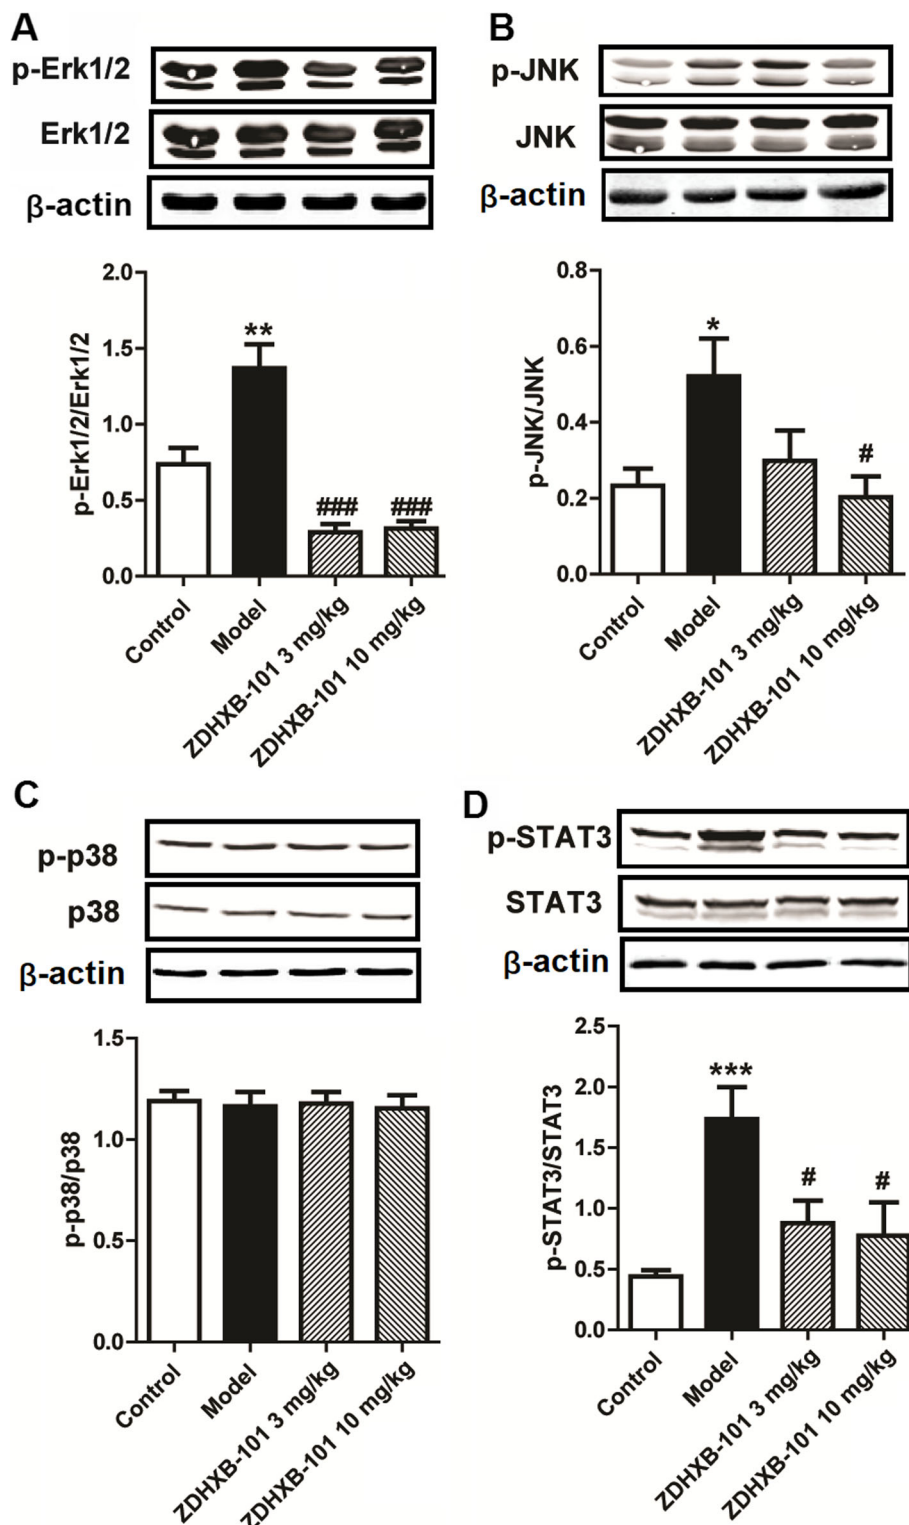 A
p-Erk1/2
Erk1/2
β-actin
p-Erk1/2/Erk1/2
2.0
1.5
1.0
0.5
0.0
**
###
###
Control
Model
ZDHXB-101 3 mg/kg
ZDHXB-101 10 mg/kg
B
p-JNK
JNK
β-actin
p-JNK/JNK
0.8
0.6
0.4
0.2
0.0
*
#
Control
Model
ZDHXB-101 3 mg/kg
ZDHXB-101 10 mg/kg
C
p-p38
p38
β-actin
p-p38/p38
1.5
1.0
0.5
0.0
Control
Model
ZDHXB-101 3 mg/kg
ZDHXB-101 10 mg/kg
D
p-STAT3
STAT3
β-actin
p-STAT3/STAT3
2.5
2.0
1.5
1.0
0.5
0.0
***
#
#
Control
Model
ZDHXB-101 3 mg/kg
ZDHXB-101 10 mg/kg